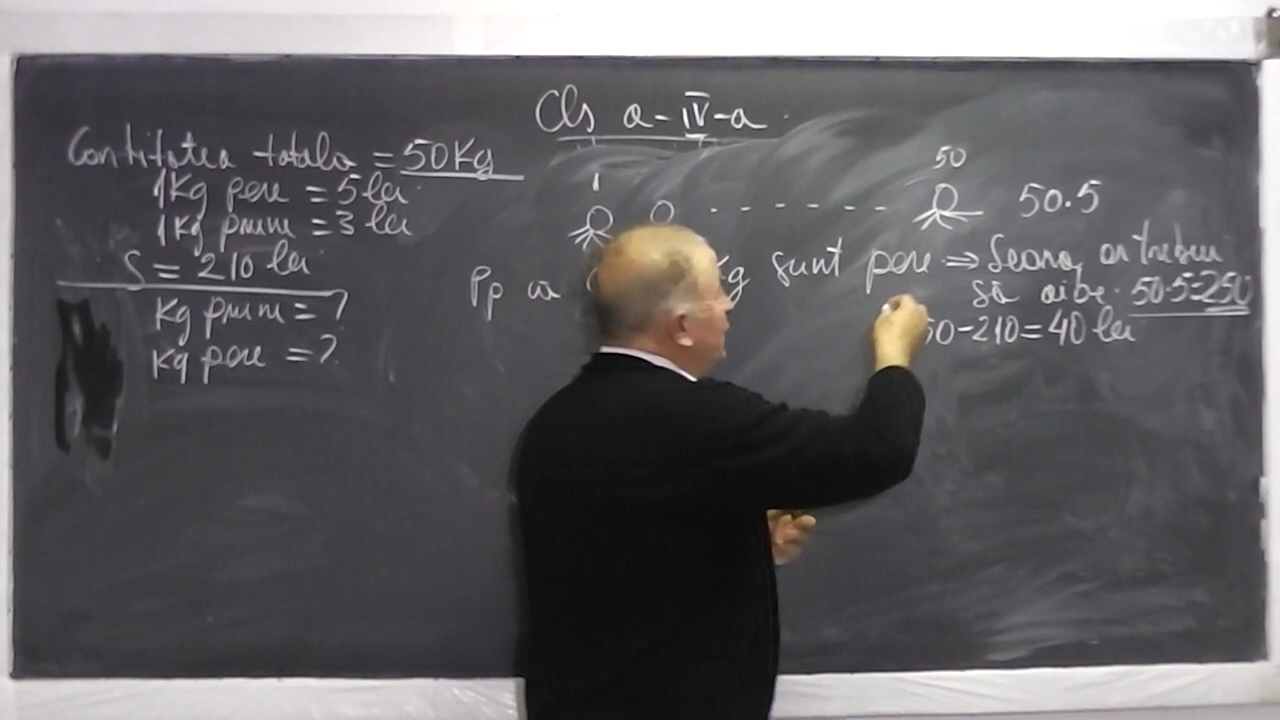 Cls a-IV-a
Cantitatea totala = 50Kg
1Kg pere = 5 lei
1Kg prune = 3 lei
S = 210 lei
Kg prune = ?
Kg pere = ?
1
50
50.5
Pp ca
Kg sunt pere ⇒ Seara ar trebui
să aibe 50.5=250
50-210=40 lei